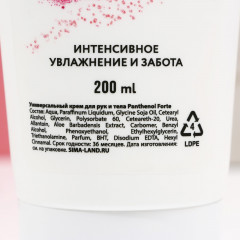 ИНТЕНСИВНОЕ
УВЛАЖНЕНИЕ И ЗАБОТА
200 ml
Универсальный крем для рук и тела Panthenol Forte
Состав: Aqua, Paraffinum Liquidum, Glycine Soja Oil, Cetearyl
Alcohol, Glycerin, Polysorbate 60, Ceteareth-20, Urea,
Allantoin, Aloe Barbadensis Extract, Carbomer, Benzyl
Alcohol, Phenoxyethanol, Ethylhexylglycerin,
Triethanolamine, Parfum, BHT, Disodium EDTA, Hexyl
Cinnamal. Срок годности: 36 месяцев. Дата изготовления:
см. на упаковке.
SIMA-LAND.RU
4
LDPE